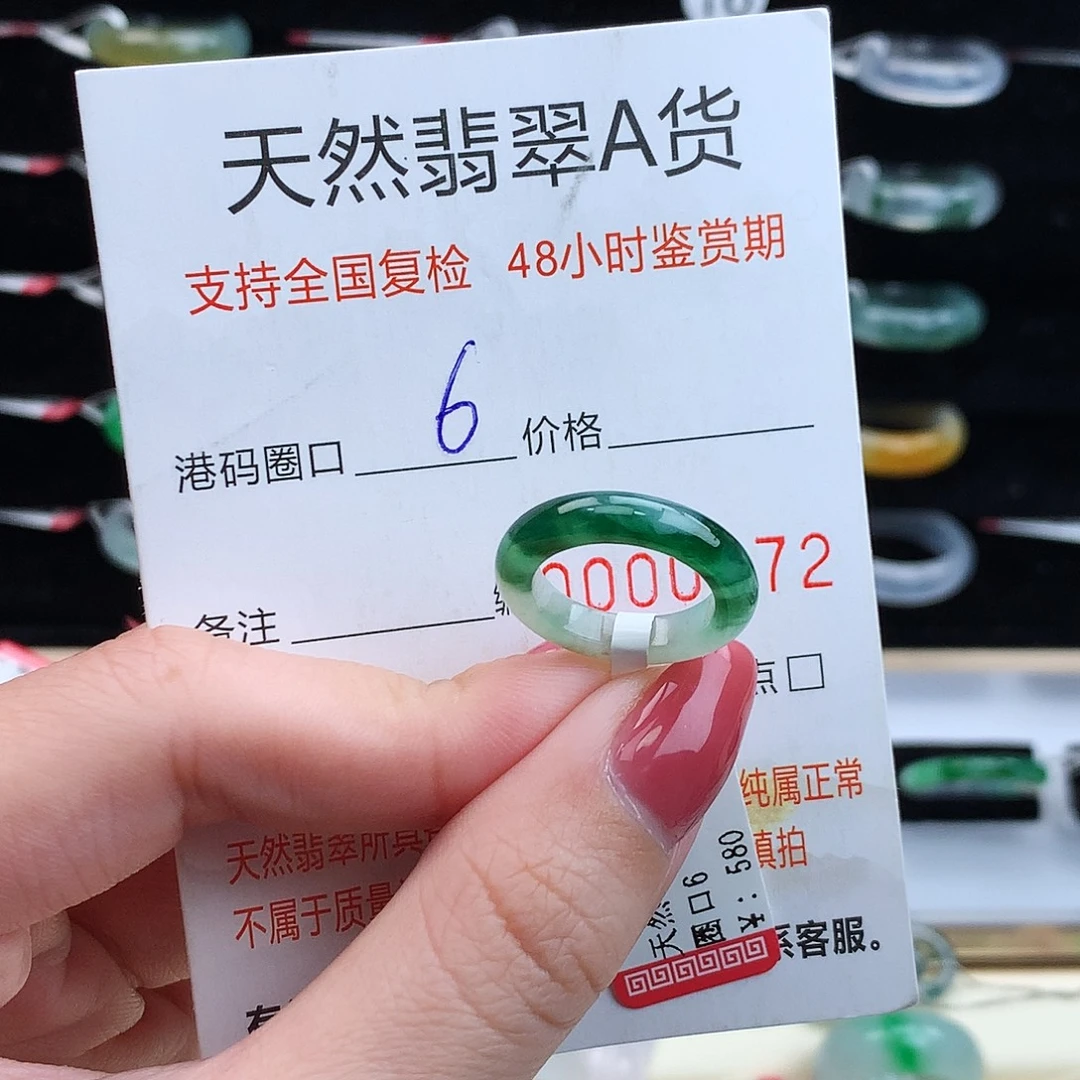 天然翡翠A货
支持全国复检 48小时鉴赏期
港码圈口 6 价格
备注
0000 72
点□
纯属正常
天然翡翠所具
慎拍
不属于质量
系客服。
天然
圈口6
¥：580